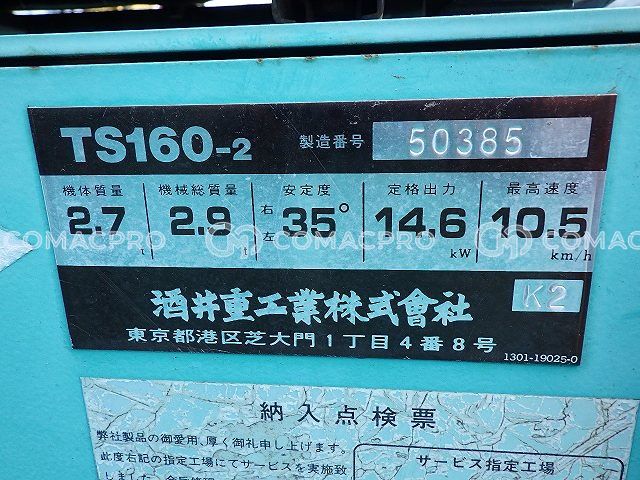 TS160-2 製造番号 50385
機体質量 機械総質量 安定度 定格出力 最高速度
2.7 t 2.9 t 右 左 35° 14.6 kW 10.5 km/h
COMACPRO COMACPRO COMACPRO
酒井重工業株式會社 K2
東京都港区芝大門1丁目4番8号
1301-19025-0
納入点検票
弊社製品の御愛用、厚く御礼申し上げます。
此度右記の指定工場にてサービスを実施致
サービス指定工場
しました